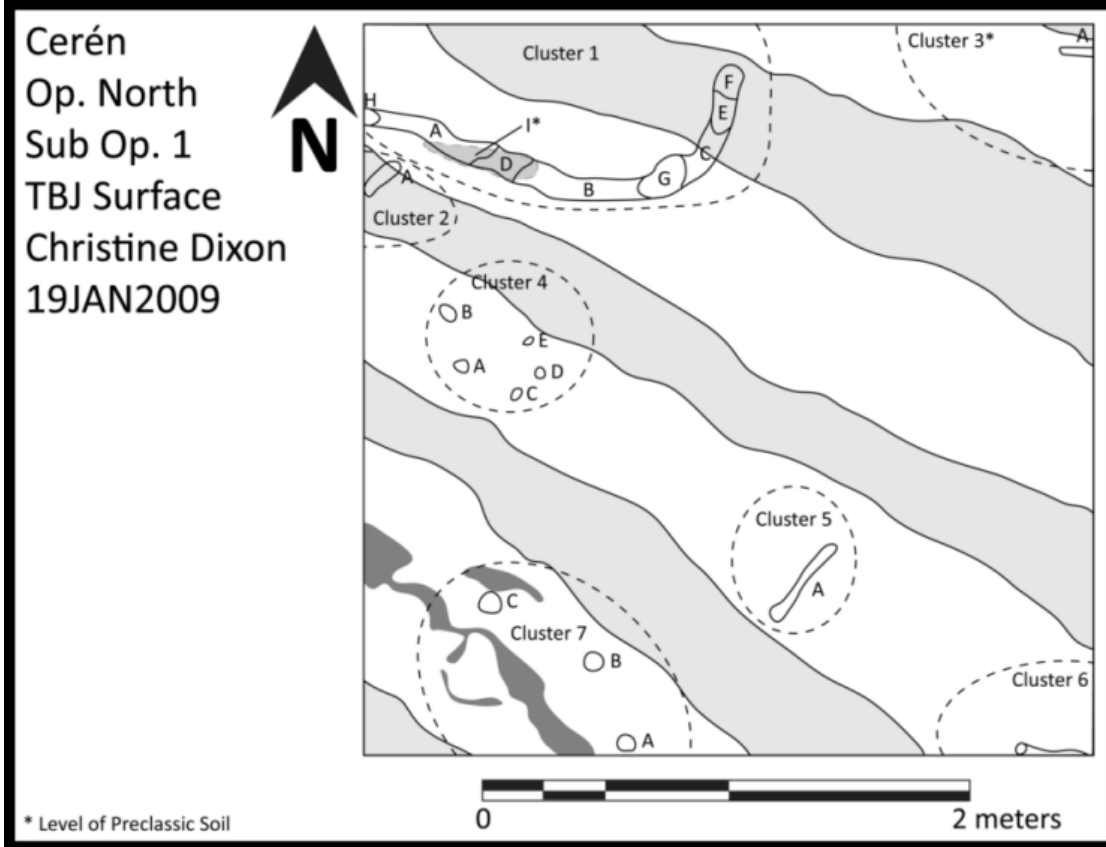 Cerén
Op. North
Sub Op. 1
TBJ Surface
Christine Dixon
19JAN2009
N
Cluster 1
Cluster 3*
A
F
E
H
A
I*
D
C
B
G
A
Cluster 2
Cluster 4
B
E
A
D
C
Cluster 5
A
C
Cluster 7
B
Cluster 6
A
* Level of Preclassic Soil
0
2 meters